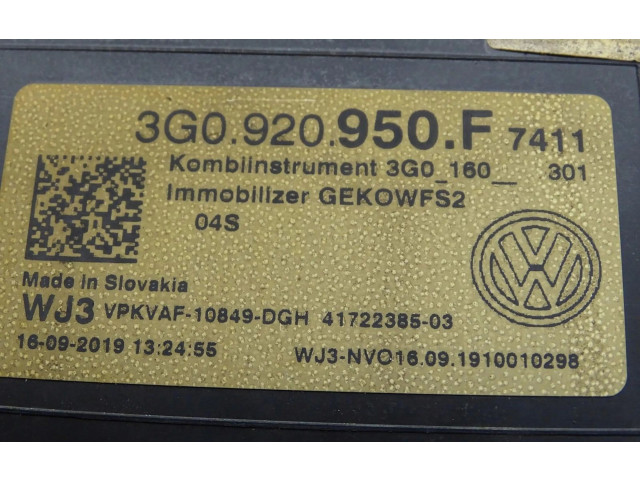 3G0.920.950.F 7411
Kombiinstrument 3G0_160__ 301
Immobilizer GEKOWFS2
04S
Made in Slovakia
WJ3 VPKVAF-10849-DGH 41722385-03
16-09-2019 13:24:55 WJ3-NVO16.09.1910010298